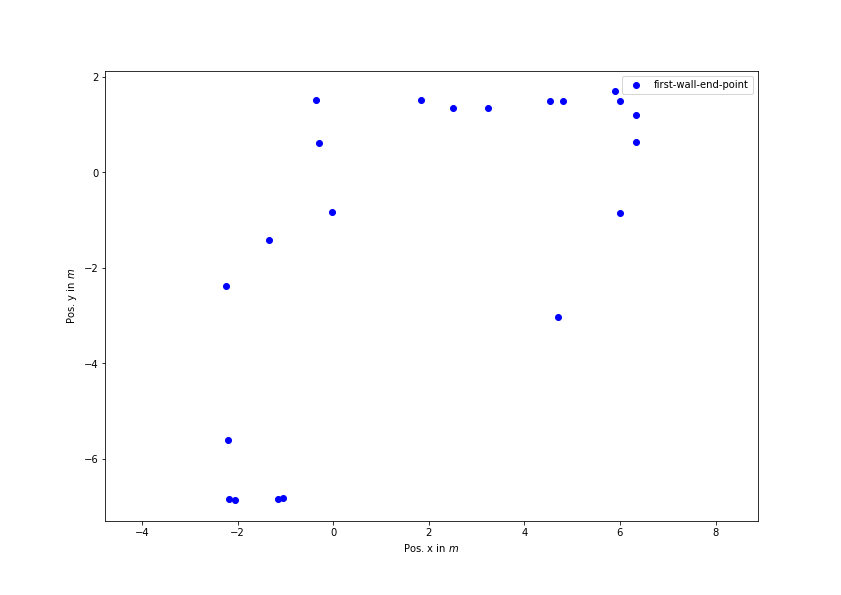 first-wall-end-point
2
0
−2
−4
−6
Pos. y in m
−4 −2 0 2 4 6 8
Pos. x in m